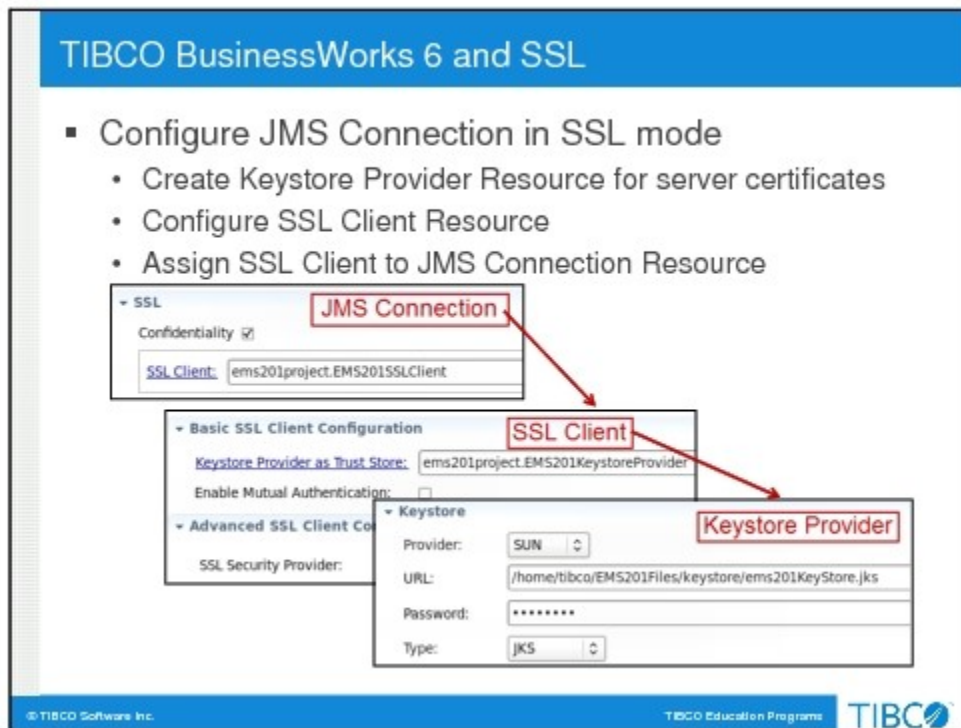 TIBCO BusinessWorks 6 and SSL
▪ Configure JMS Connection in SSL mode
• Create Keystore Provider Resource for server certificates
• Configure SSL Client Resource
• Assign SSL Client to JMS Connection Resource
SSL
JMS Connection
Confidentiality
SSL Client: ems201project.EMS201SSLClient
Basic SSL Client Configuration
SSL Client
Keystore Provider as Trust Store: ems201project.EMS201KeystoreProvider
Enable Mutual Authentication:
Advanced SSL Client Co
SSL Security Provider:
Keystore
Keystore Provider
Provider: SUN
URL: /home/tibco/EMS201Files/keystore/ems201KeyStore.jks
Password: ••••••••
Type: JKS
© TIBCO Software Inc.
TIBCO Education Programs
TIBCO